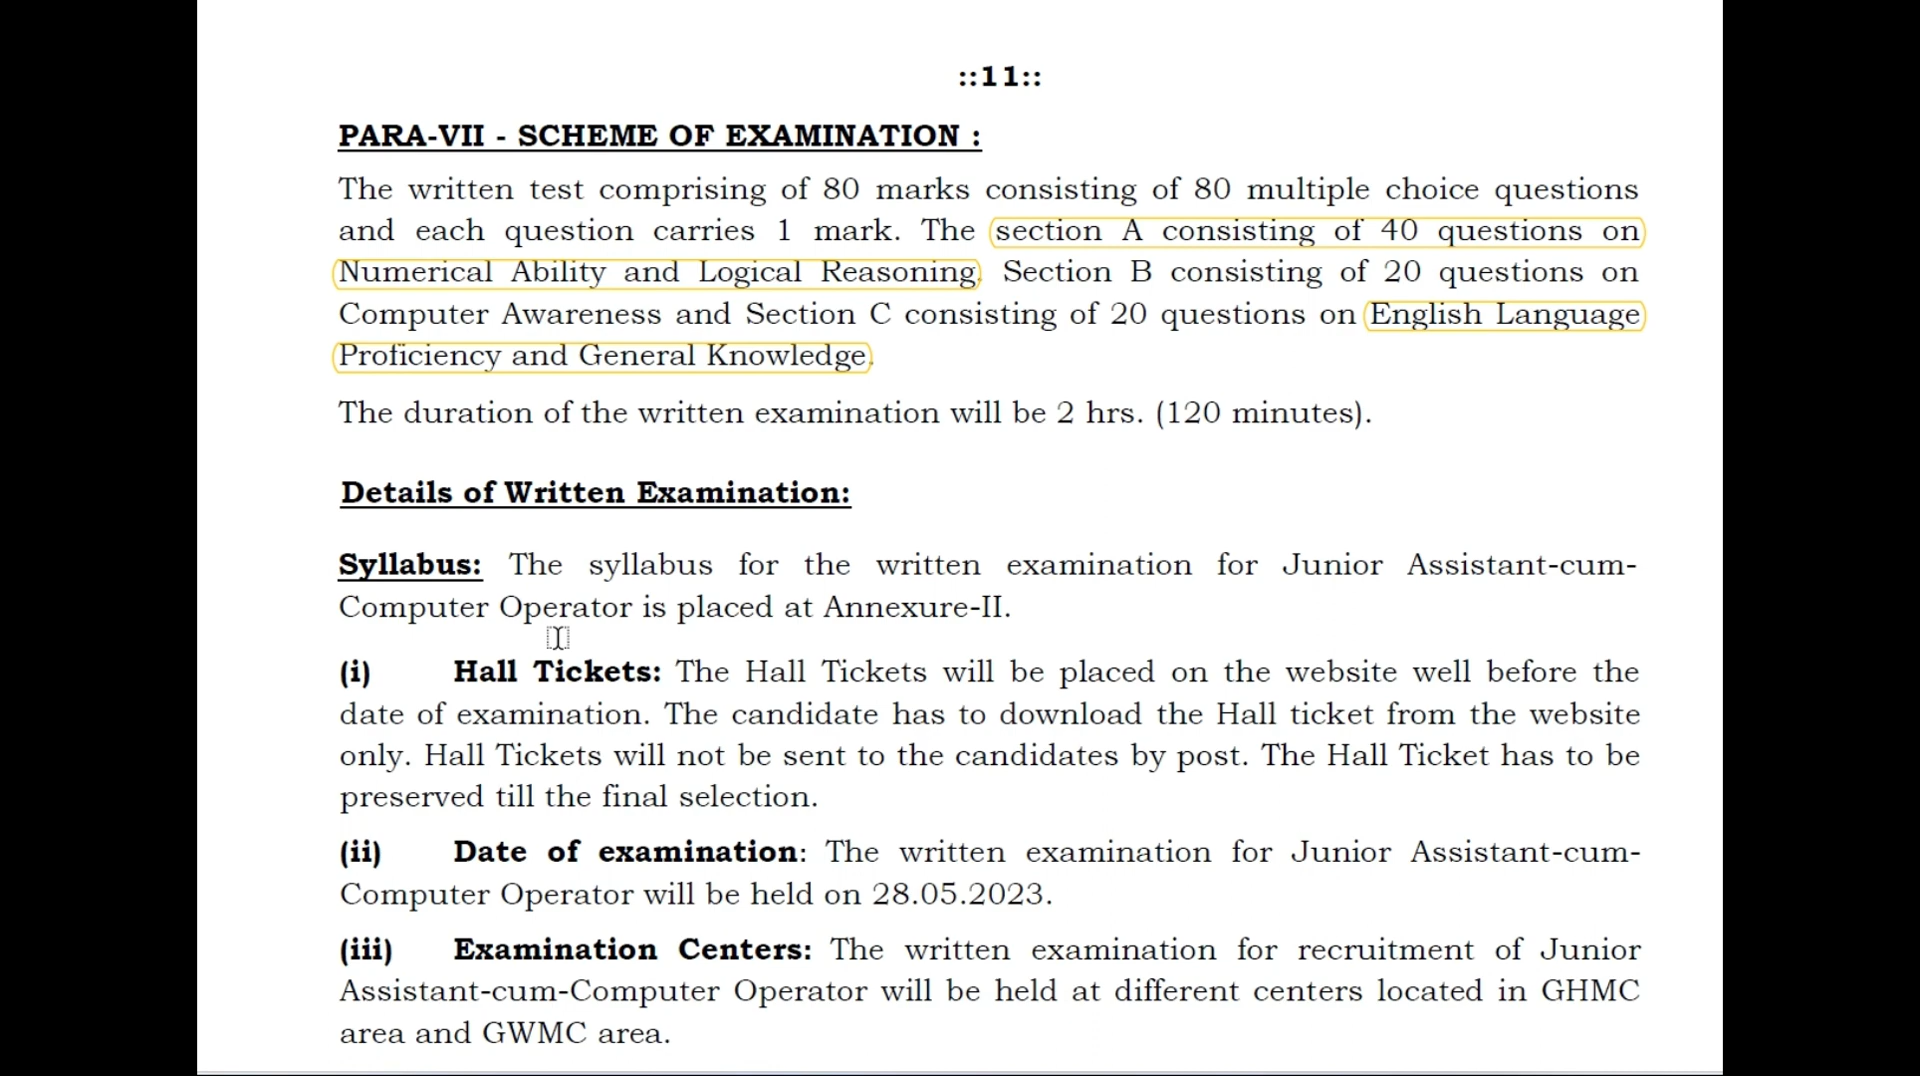 ::11::
PARA-VII - SCHEME OF EXAMINATION :
The written test comprising of 80 marks consisting of 80 multiple choice questions
and each question carries 1 mark. The section A consisting of 40 questions on
Numerical Ability and Logical Reasoning. Section B consisting of 20 questions on
Computer Awareness and Section C consisting of 20 questions on English Language
Proficiency and General Knowledge.
The duration of the written examination will be 2 hrs. (120 minutes).
Details of Written Examination:
Syllabus: The syllabus for the written examination for Junior Assistant-cum-
Computer Operator is placed at Annexure-II.
(i) Hall Tickets: The Hall Tickets will be placed on the website well before the
date of examination. The candidate has to download the Hall ticket from the website
only. Hall Tickets will not be sent to the candidates by post. The Hall Ticket has to be
preserved till the final selection.
(ii) Date of examination: The written examination for Junior Assistant-cum-
Computer Operator will be held on 28.05.2023.
(iii) Examination Centers: The written examination for recruitment of Junior
Assistant-cum-Computer Operator will be held at different centers located in GHMC
area and GWMC area.